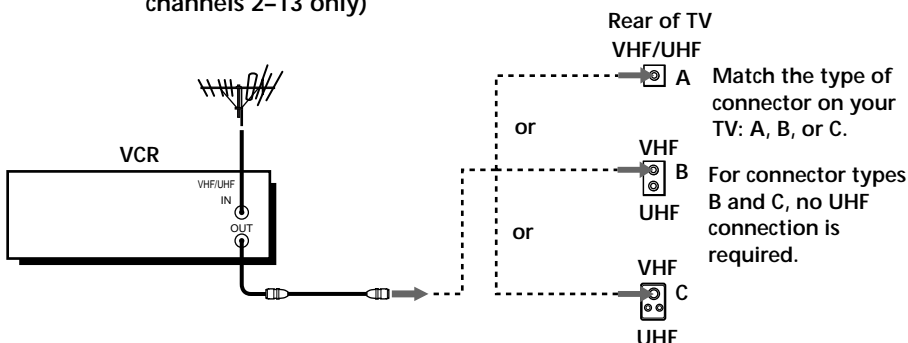 channels 2–13 only)
Rear of TV
VHF/UHF
A
Match the type of
connector on your
TV: A, B, or C.
or
VCR
VHF/UHF
IN
OUT
VHF
B
UHF
For connector types
B and C, no UHF
connection is
required.
or
VHF
C
UHF